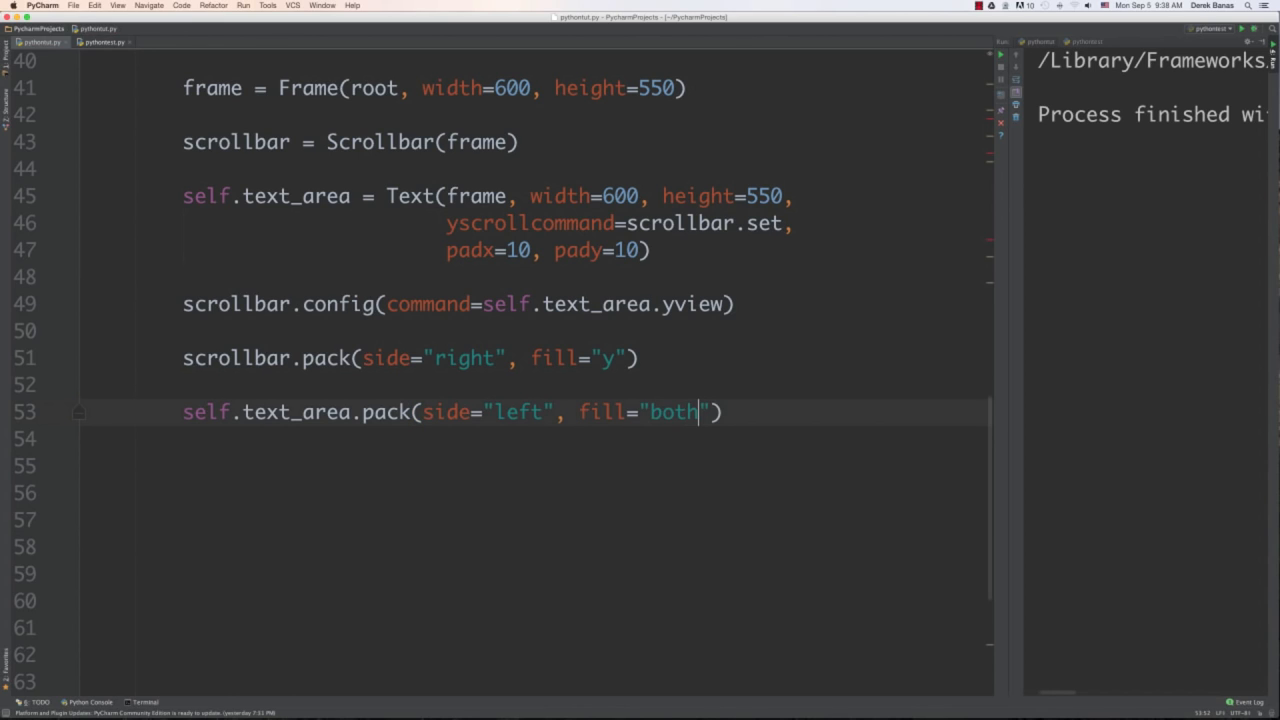 PyCharm File Edit View Navigate Code Refactor Run Tools VCS Window Help 10 Mon Sep 5 9:38 AM Derek Banas
pythontut.py - PycharmProjects - [~/PycharmProjects]
PycharmProjects pythontut.py pythontest
pythontut.py pythontest.py Run: pythontut pythontest
1: Project
Z: Structure
2: Favorites
40
41 frame = Frame(root, width=600, height=550)
42
43 scrollbar = Scrollbar(frame)
44
45 self.text_area = Text(frame, width=600, height=550,
46 yscrollcommand=scrollbar.set,
47 padx=10, pady=10)
48
49 scrollbar.config(command=self.text_area.yview)
50
51 scrollbar.pack(side="right", fill="y")
52
53 self.text_area.pack(side="left", fill="both")
54
55
56
57
58
59
60
61
62
63
/Library/Frameworks
Process finished wi
6: TODO Python Console Terminal Event Log
Platform and Plugin Updates: PyCharm Community Edition is ready to update. (yesterday 7:51 PM) 53:52 LF÷ UTF-8÷